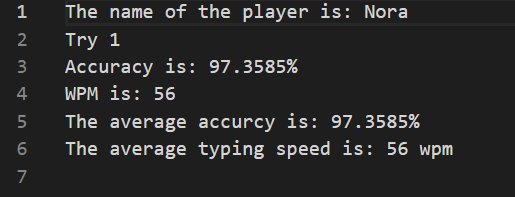 1 The name of the player is: Nora
2 Try 1
3 Accuracy is: 97.3585%
4 WPM is: 56
5 The average accurcy is: 97.3585%
6 The average typing speed is: 56 wpm
7